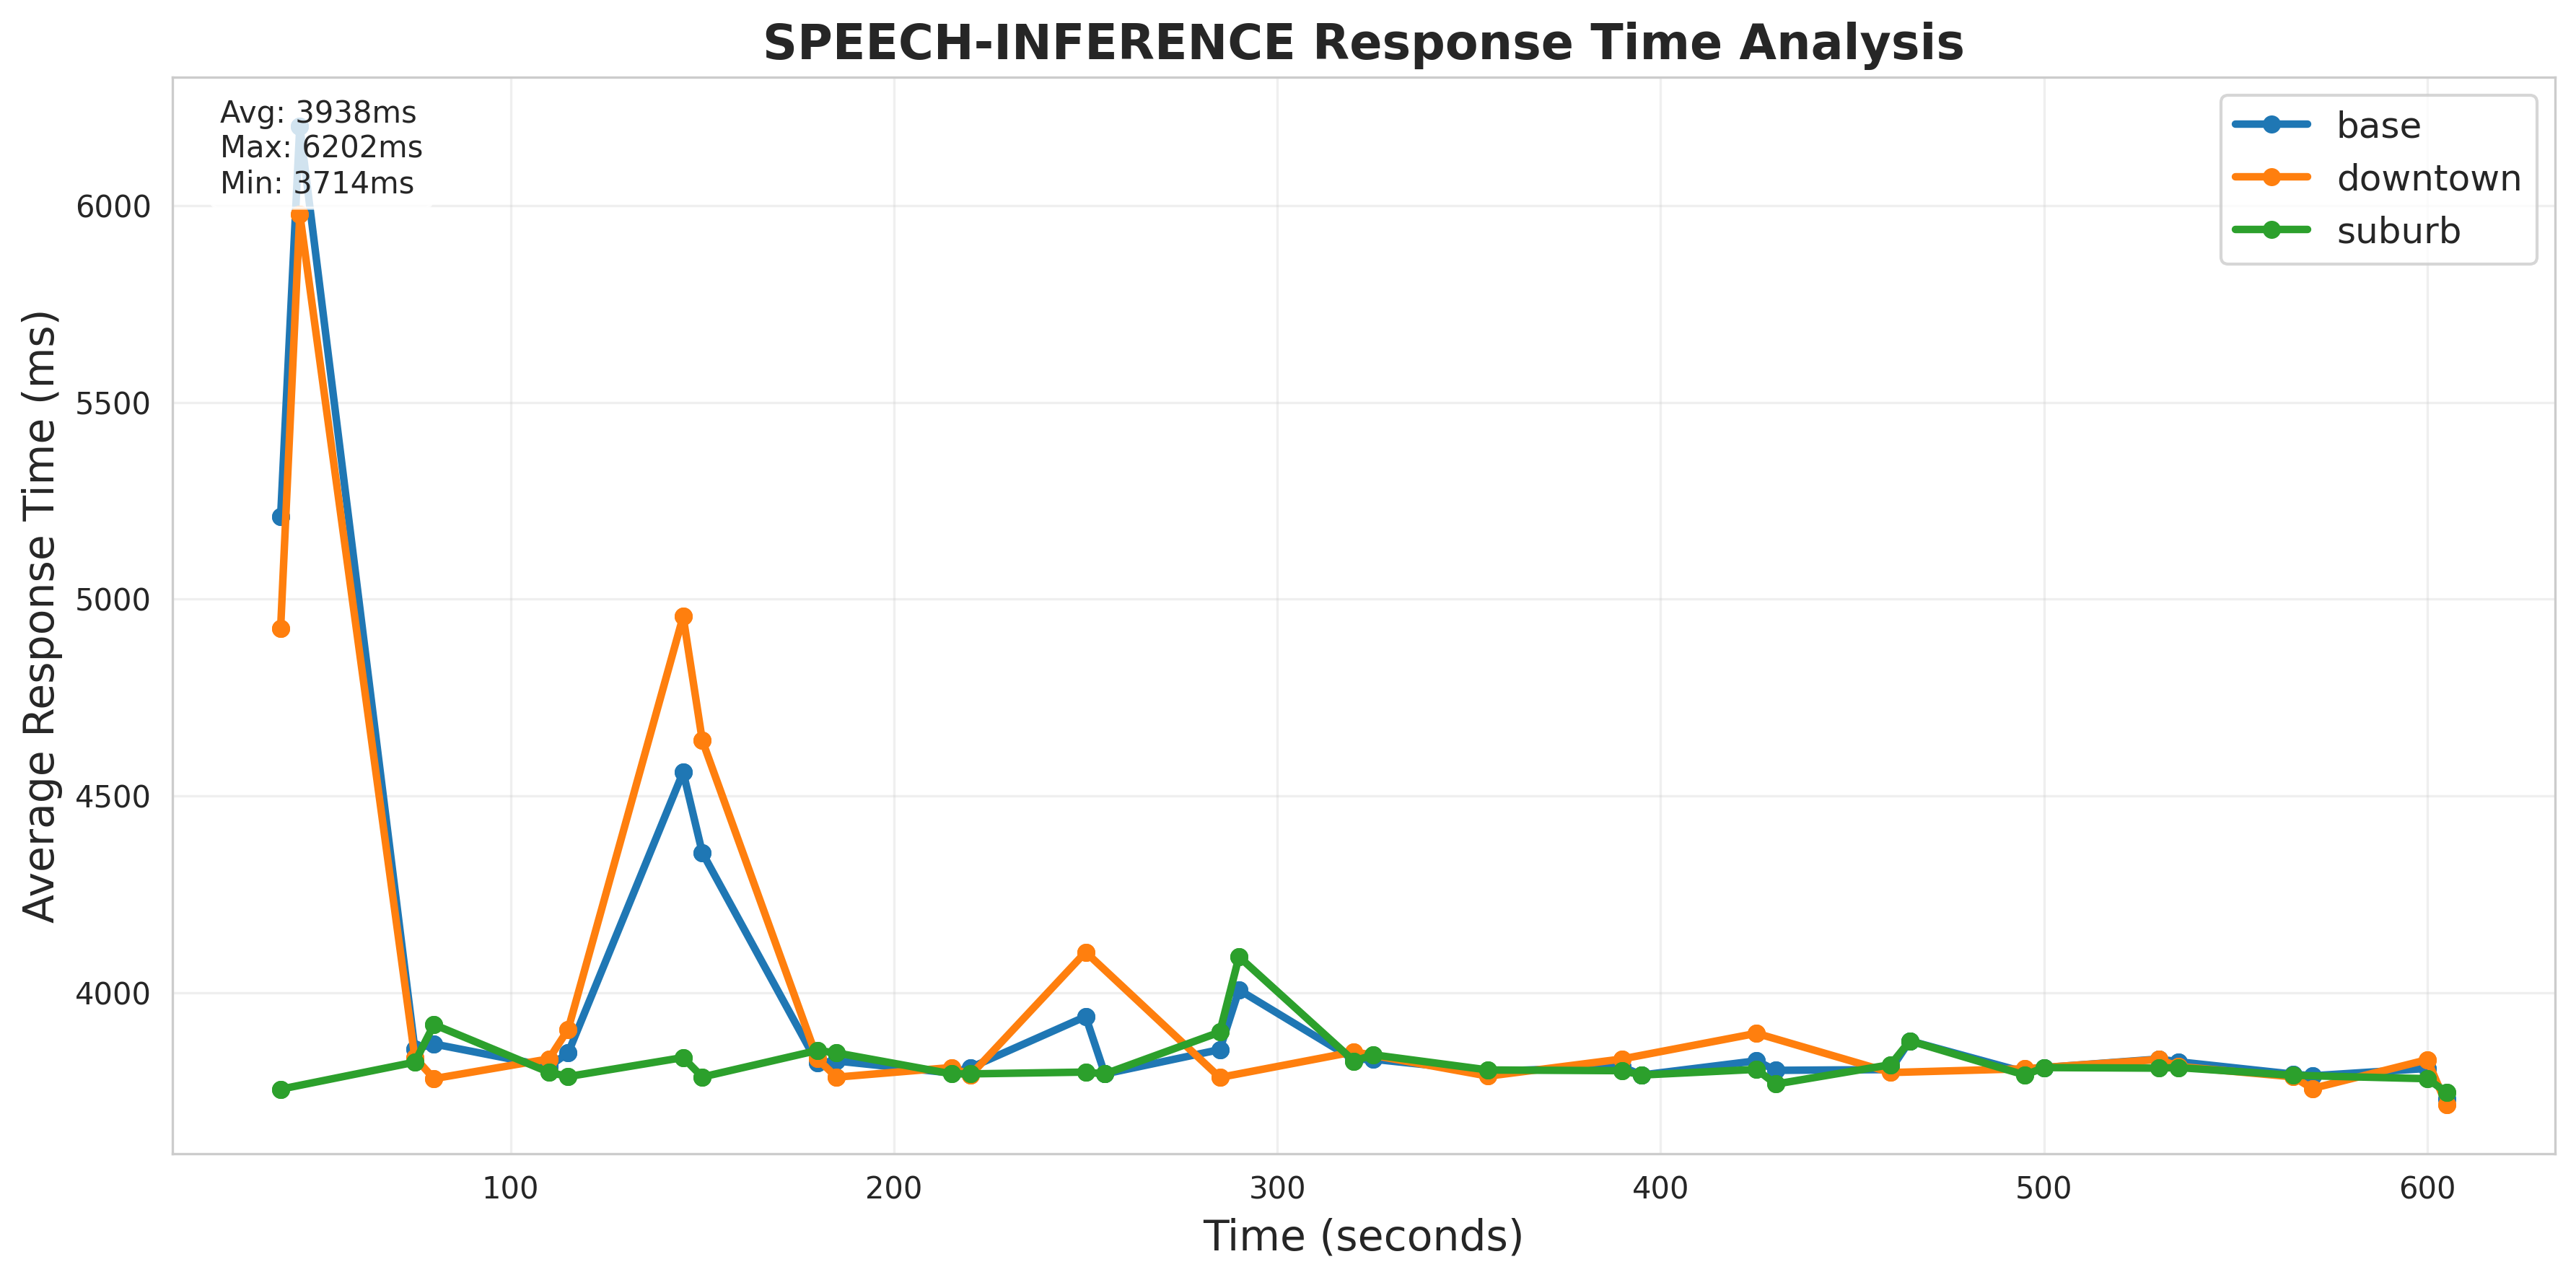 SPEECH-INFERENCE Response Time Analysis
Avg: 3938ms
Max: 6202ms
Min: 3714ms
base
downtown
suburb
Average Response Time (ms)
6000
5500
5000
4500
4000
100 200 300 400 500 600
Time (seconds)